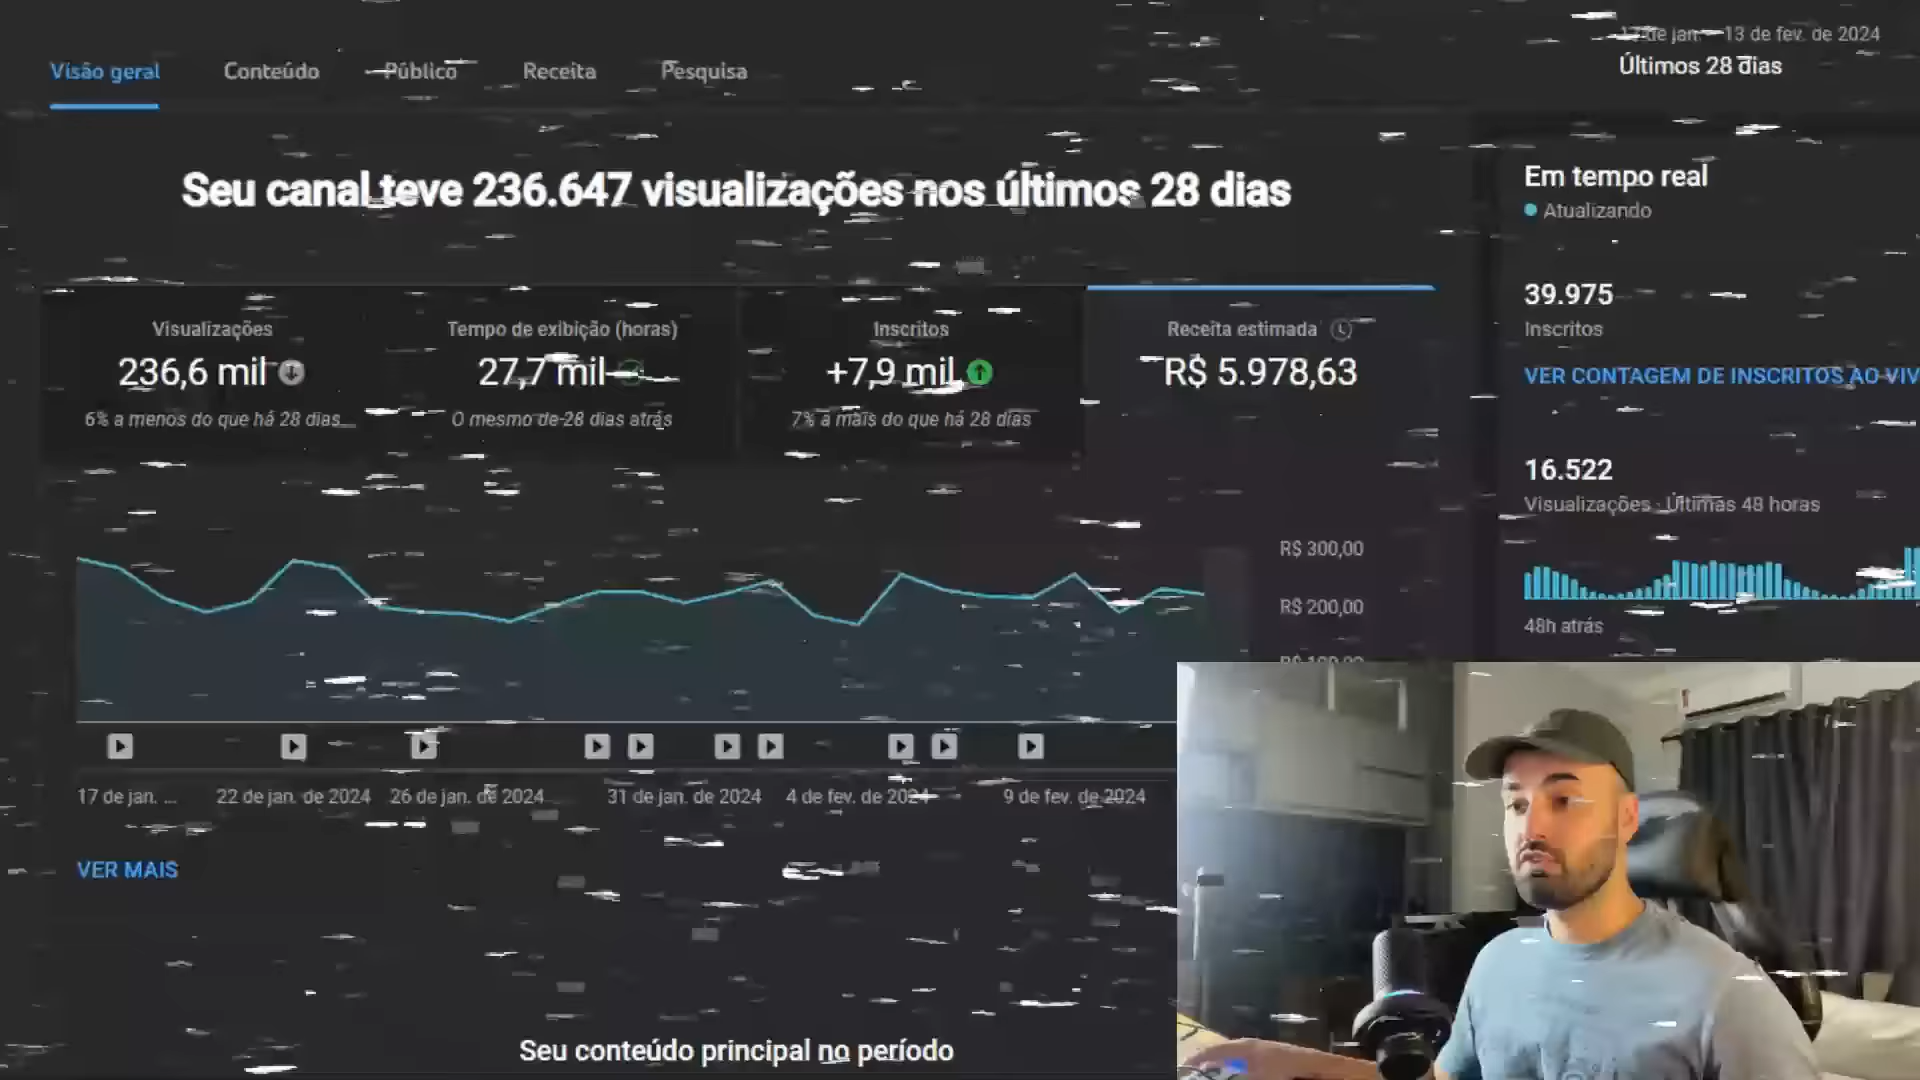 17 de jan. – 13 de fev. de 2024
Últimos 28 dias
Visão geral
Conteúdo
Público
Receita
Pesquisa
Seu canal teve 236.647 visualizações nos últimos 28 dias
Visualizações
236,6 mil
6% a menos do que há 28 dias
Tempo de exibição (horas)
27,7 mil
O mesmo de 28 dias atrás
Inscritos
+7,9 mil
7% a mais do que há 28 dias
Receita estimada
R$ 5.978,63
R$ 300,00
R$ 200,00
R$ 100,00
17 de jan. ...
22 de jan. de 2024
26 de jan. de 2024
31 de jan. de 2024
4 de fev. de 2024
9 de fev. de 2024
VER MAIS
Seu conteúdo principal no período
Em tempo real
Atualizando
39.975
Inscritos
VER CONTAGEM DE INSCRITOS AO VIV
16.522
Visualizações · Últimas 48 horas
48h atrás